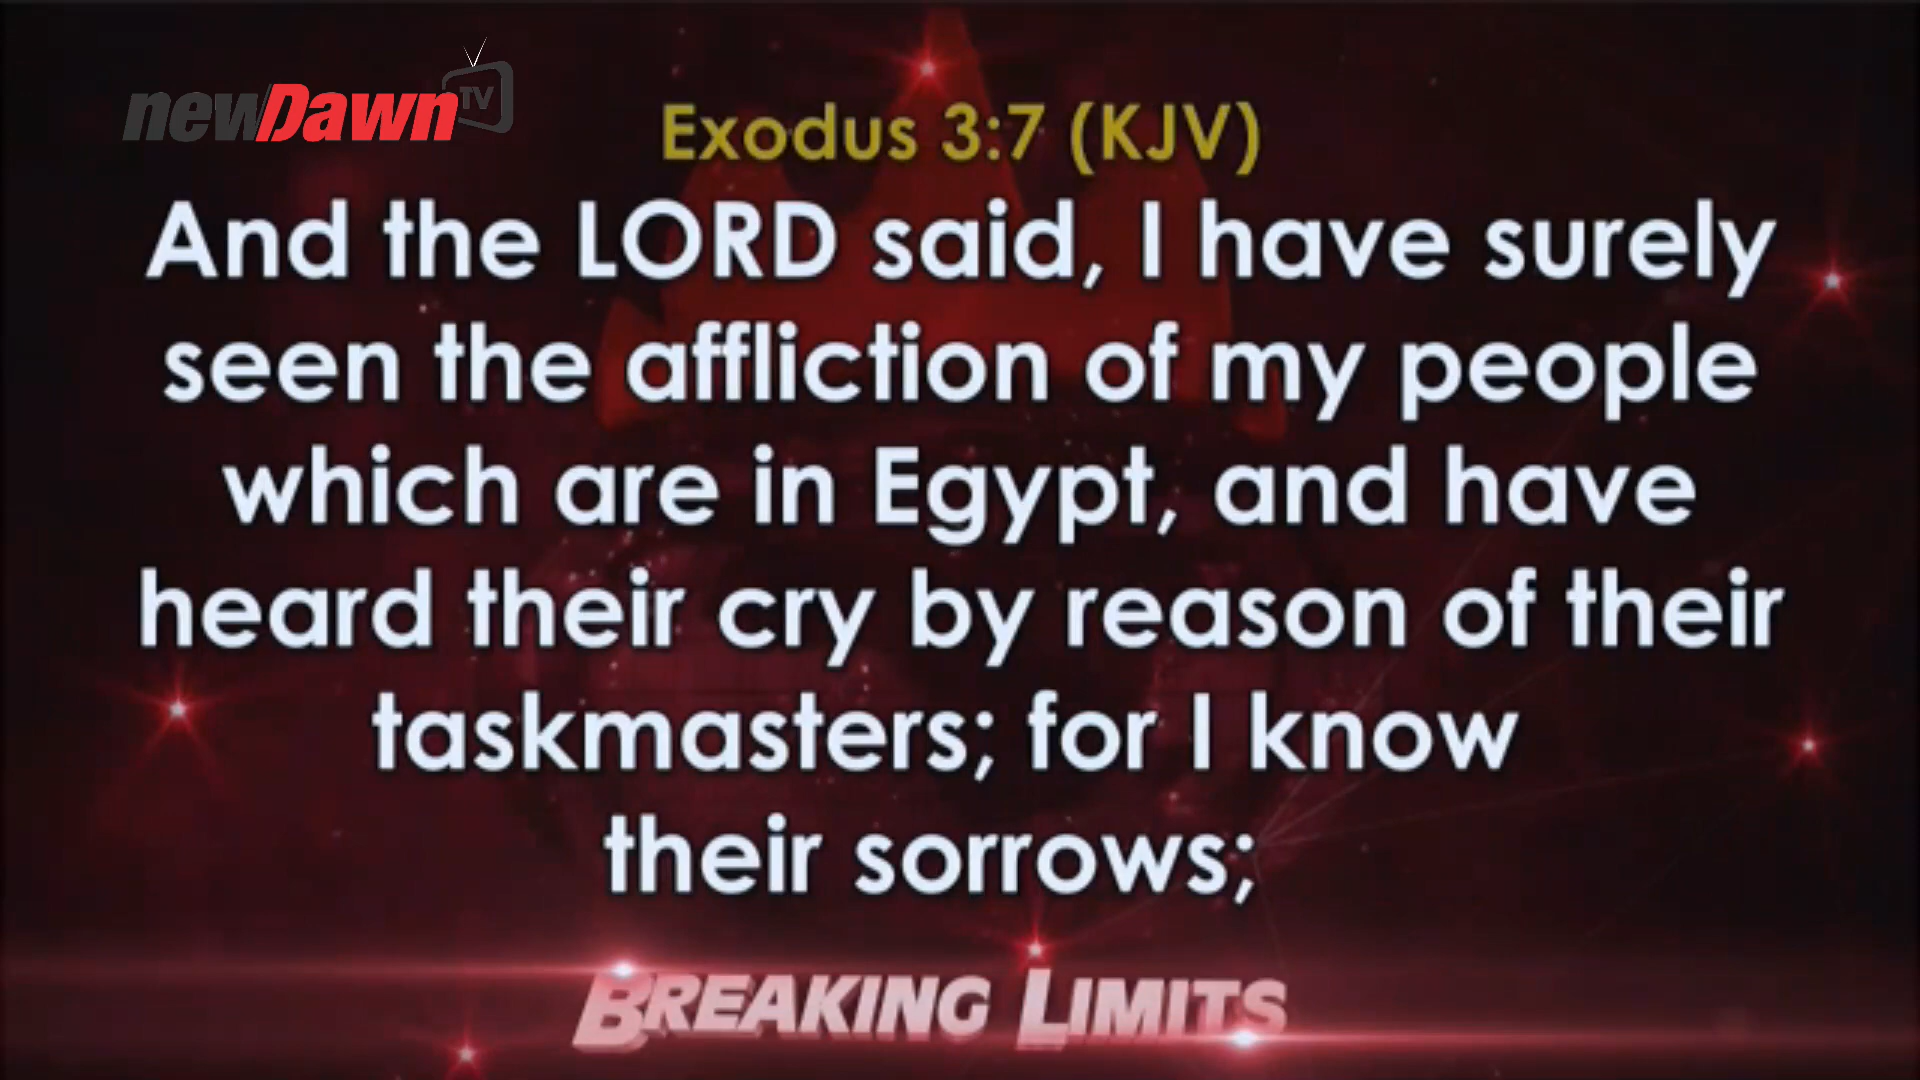 newDawn TV
Exodus 3:7 (KJV)
And the LORD said, I have surely
seen the affliction of my people
which are in Egypt, and have
heard their cry by reason of their
taskmasters; for I know
their sorrows;
BREAKING LIMITS